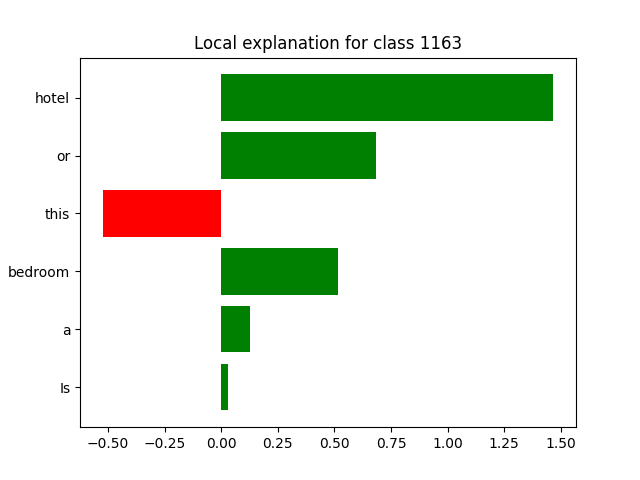 Local explanation for class 1163
hotel
or
this
bedroom
a
Is
−0.50 −0.25 0.00 0.25 0.50 0.75 1.00 1.25 1.50